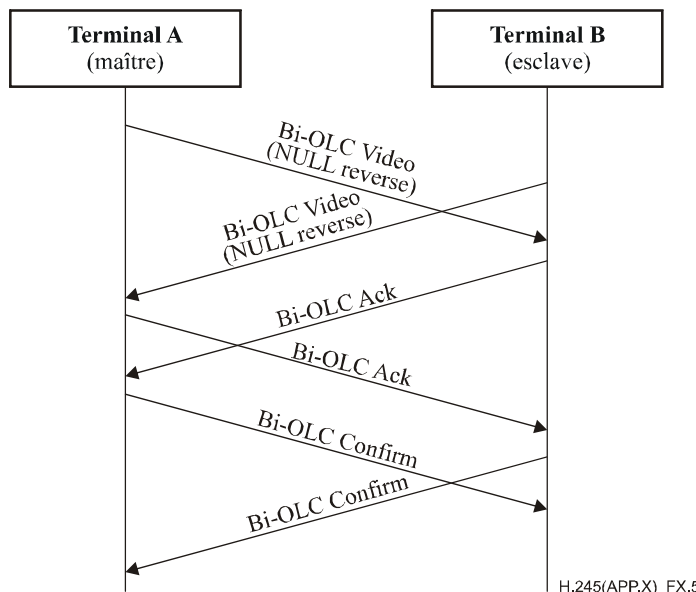 Terminal A
(maître)
Terminal B
(esclave)
Bi-OLC Video
(NULL reverse)
Bi-OLC Video
(NULL reverse)
Bi-OLC Ack
Bi-OLC Ack
Bi-OLC Confirm
Bi-OLC Confirm
H.245(APP.X)_FX.5